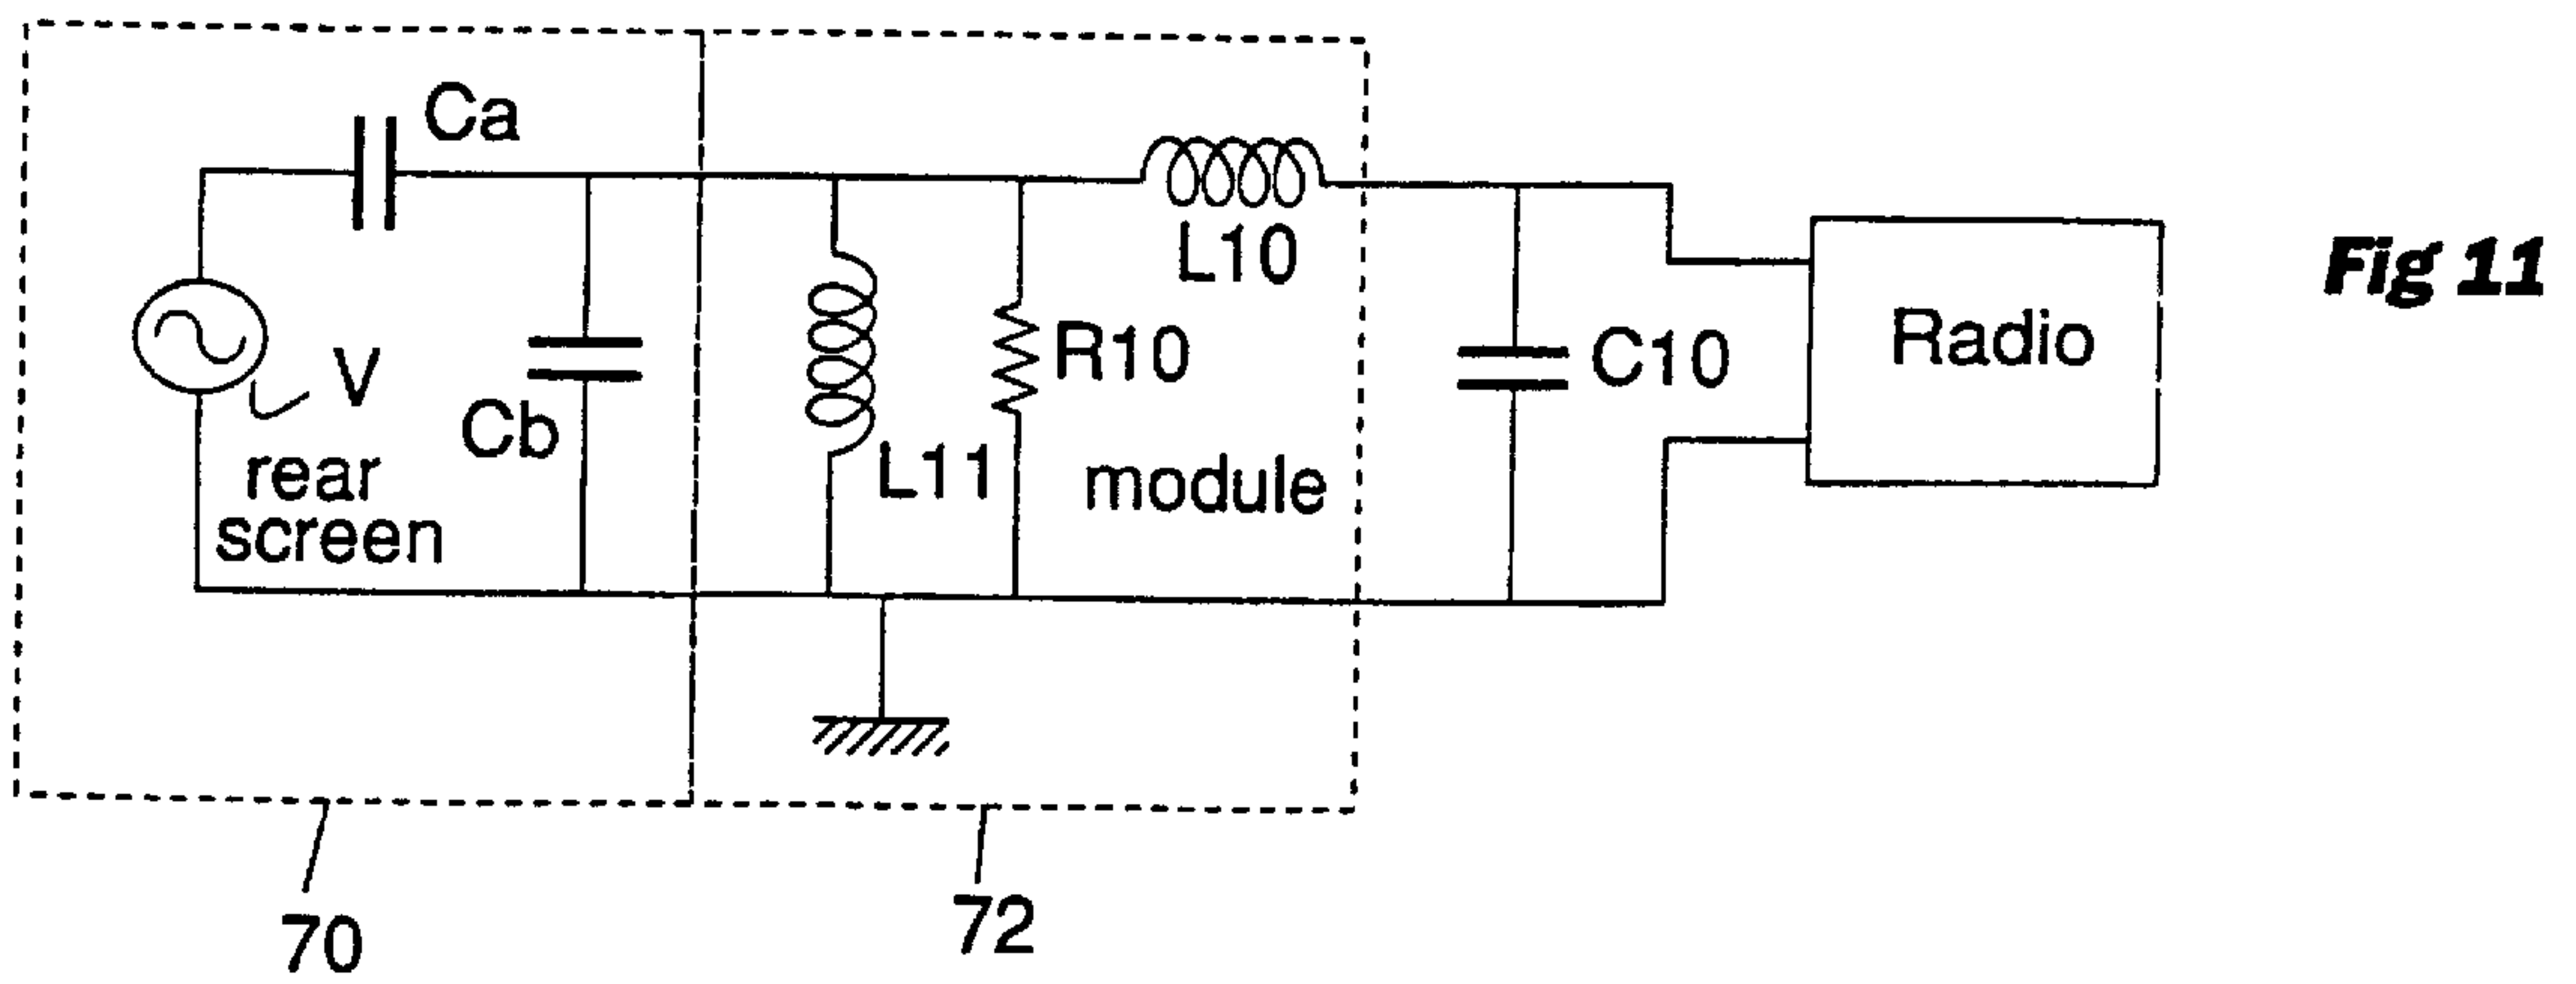 Ca
L10
Fig 11
V
Cb
R10
C10
Radio
rear
screen
L11
module
70
72